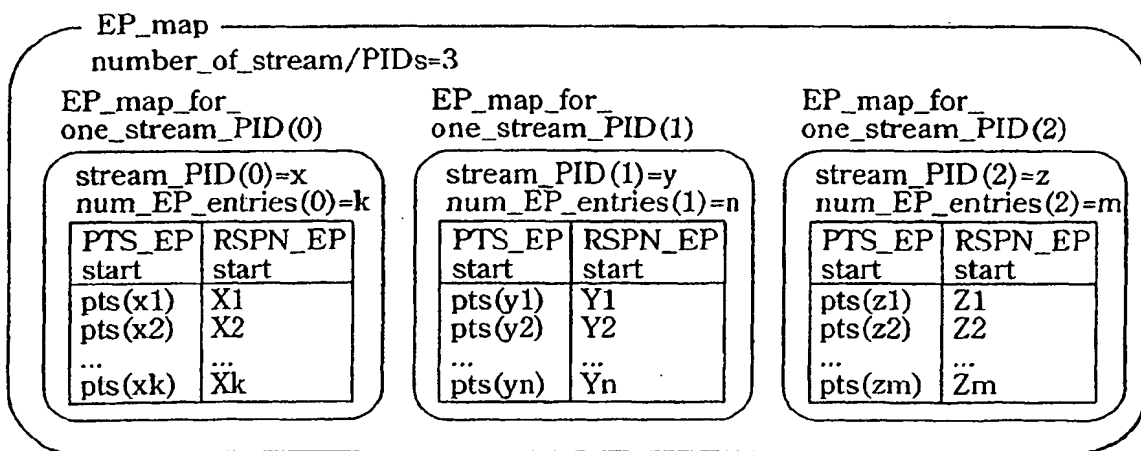 EP_map
number_of_stream/PIDs=3
EP_map_for_
one_stream_PID(0)
stream_PID(0)=x
num_EP_entries(0)=k
PTS_EP RSPN_EP
start start
pts(x1) X1
pts(x2) X2
... ...
pts(xk) Xk
EP_map_for_
one_stream_PID(1)
stream_PID(1)=y
num_EP_entries(1)=n
PTS_EP RSPN_EP
start start
pts(y1) Y1
pts(y2) Y2
... ...
pts(yn) Yn
EP_map_for_
one_stream_PID(2)
stream_PID(2)=z
num_EP_entries(2)=m
PTS_EP RSPN_EP
start start
pts(z1) Z1
pts(z2) Z2
... ...
pts(zm) Zm